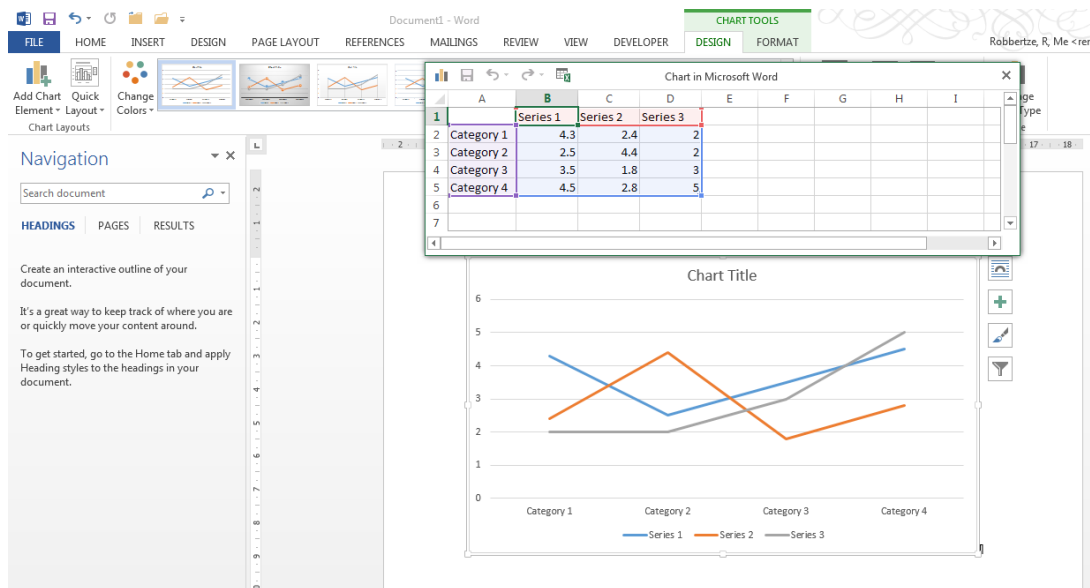 Document1 - Word
CHART TOOLS
FILE HOME INSERT DESIGN PAGE LAYOUT REFERENCES MAILINGS REVIEW VIEW DEVELOPER DESIGN FORMAT
Robbertze, R, Me <re
Add Chart Element
Quick Layout
Change Colors
Chart Layouts
Chart in Microsoft Word
A B C D E F G H I
1 Series 1 Series 2 Series 3
2 Category 1 4.3 2.4 2
3 Category 2 2.5 4.4 2
4 Category 3 3.5 1.8 3
5 Category 4 4.5 2.8 5
6
7
Navigation
Search document
HEADINGS PAGES RESULTS
Create an interactive outline of your
document.
It's a great way to keep track of where you are
or quickly move your content around.
To get started, go to the Home tab and apply
Heading styles to the headings in your
document.
2
17 18
Chart Title
6
5
4
3
2
1
0
Category 1 Category 2 Category 3 Category 4
Series 1 Series 2 Series 3